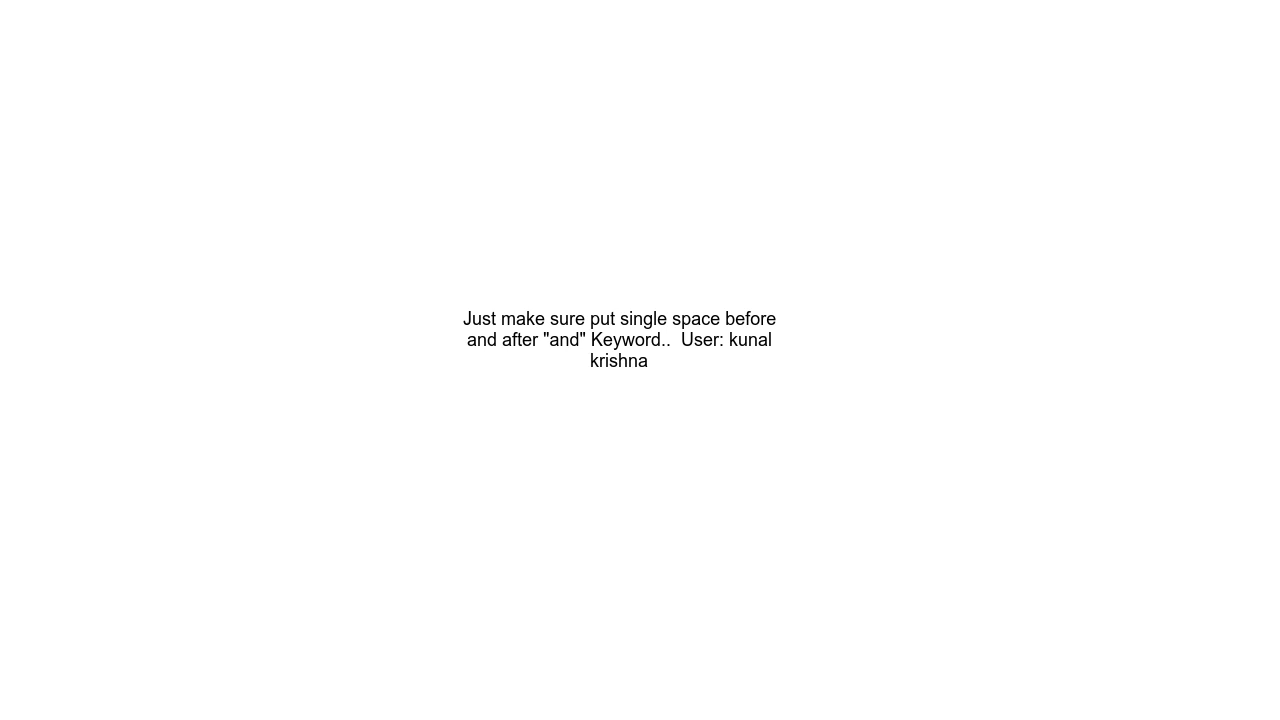 Just make sure put single space before
and after "and" Keyword..  User: kunal
krishna